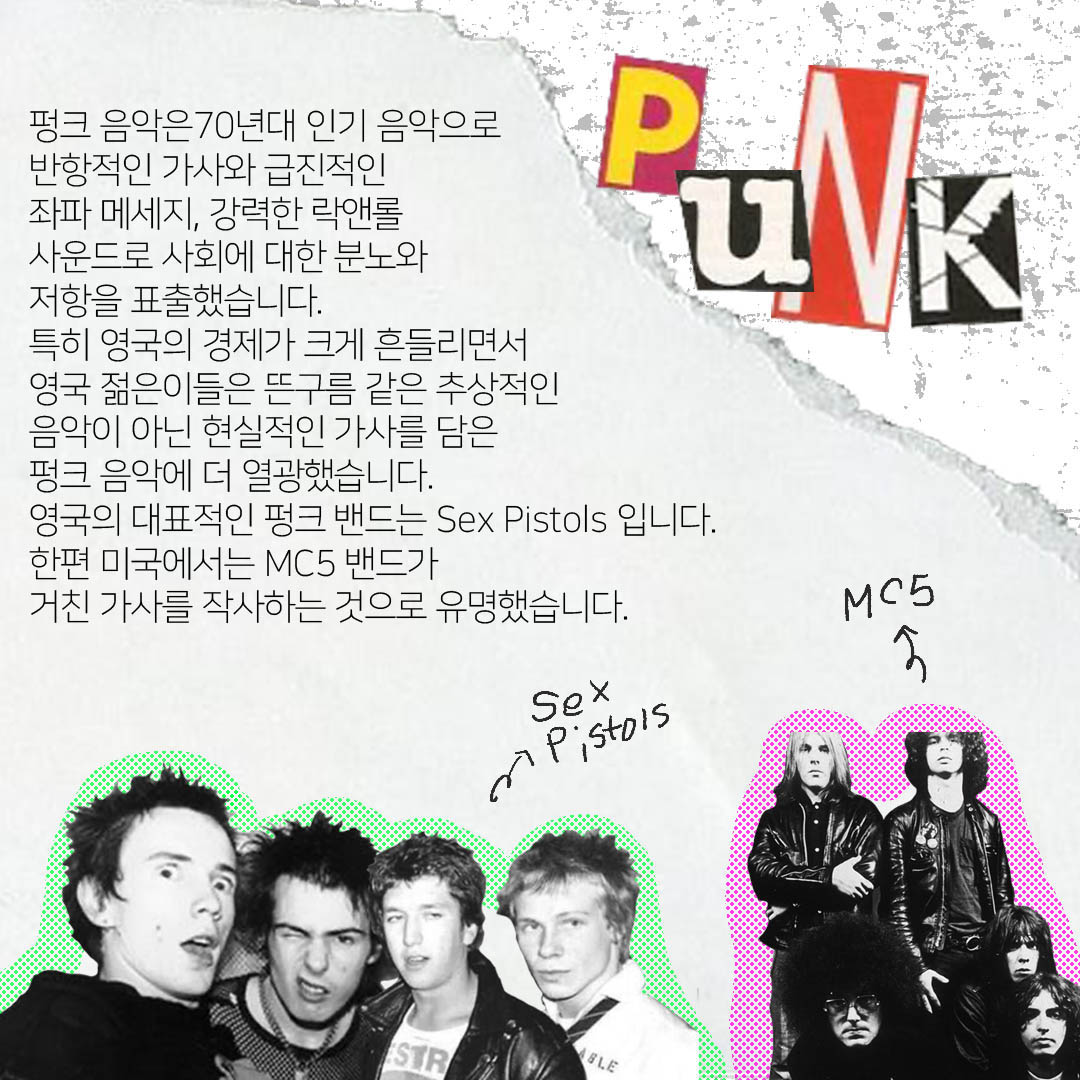 PuNK
펑크 음악은70년대 인기 음악으로
반항적인 가사와 급진적인
좌파 메세지, 강력한 락앤롤
사운드로 사회에 대한 분노와
저항을 표출했습니다.
특히 영국의 경제가 크게 흔들리면서
영국 젊은이들은 뜬구름 같은 추상적인
음악이 아닌 현실적인 가사를 담은
펑크 음악에 더 열광했습니다.
영국의 대표적인 펑크 밴드는 Sex Pistols 입니다.
한편 미국에서는 MC5 밴드가
거친 가사를 작사하는 것으로 유명했습니다.
MC5
Sex
Pistols
ESTR
ABLE